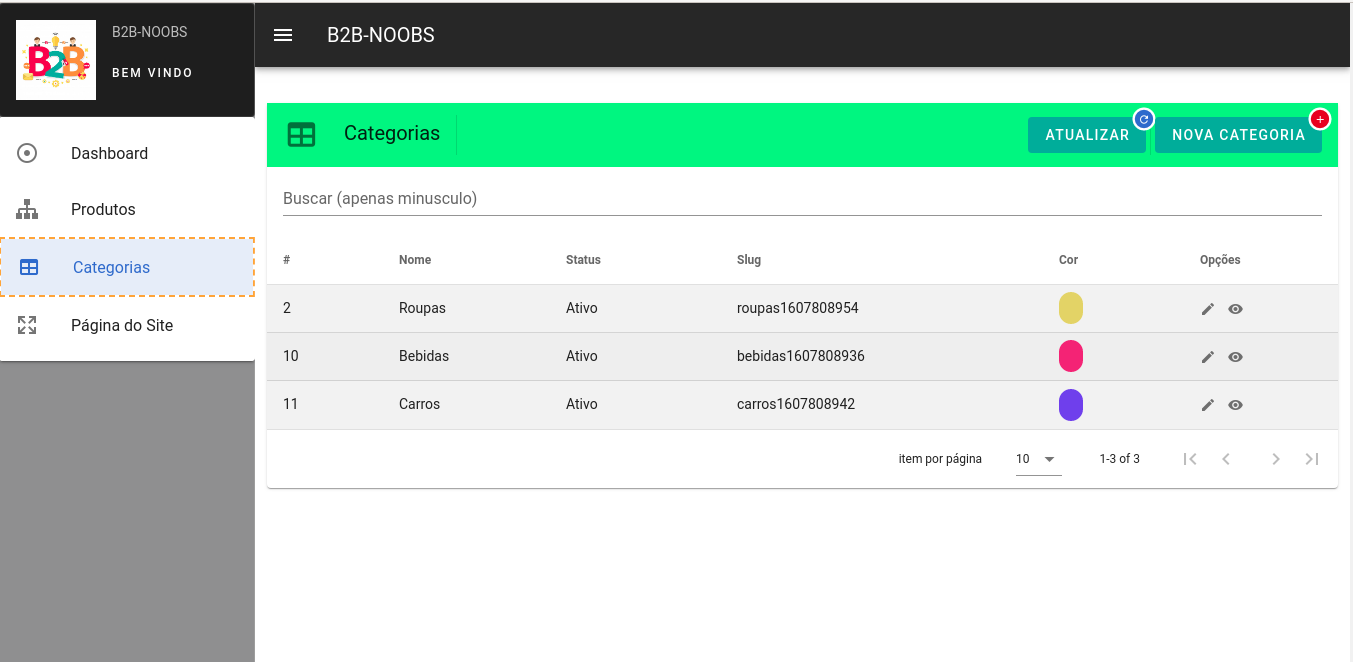 B2B-NOOBS
B2B
BEM VINDO
B2B-NOOBS
Dashboard
Produtos
Categorias
Página do Site
Categorias
ATUALIZAR
NOVA CATEGORIA
Buscar (apenas minusculo)
# Nome Status Slug Cor Opções
2 Roupas Ativo roupas1607808954
10 Bebidas Ativo bebidas1607808936
11 Carros Ativo carros1607808942
item por página 10 1-3 of 3